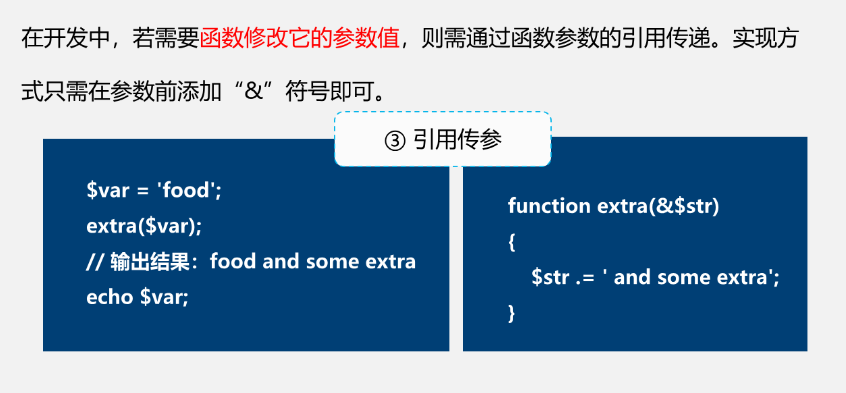 在开发中，若需要函数修改它的参数值，则需通过函数参数的引用传递。实现方
式只需在参数前添加“&”符号即可。
③ 引用传参
$var = 'food';
extra($var);
// 输出结果：food and some extra
echo $var;
function extra(&$str)
{
    $str .= ' and some extra';
}